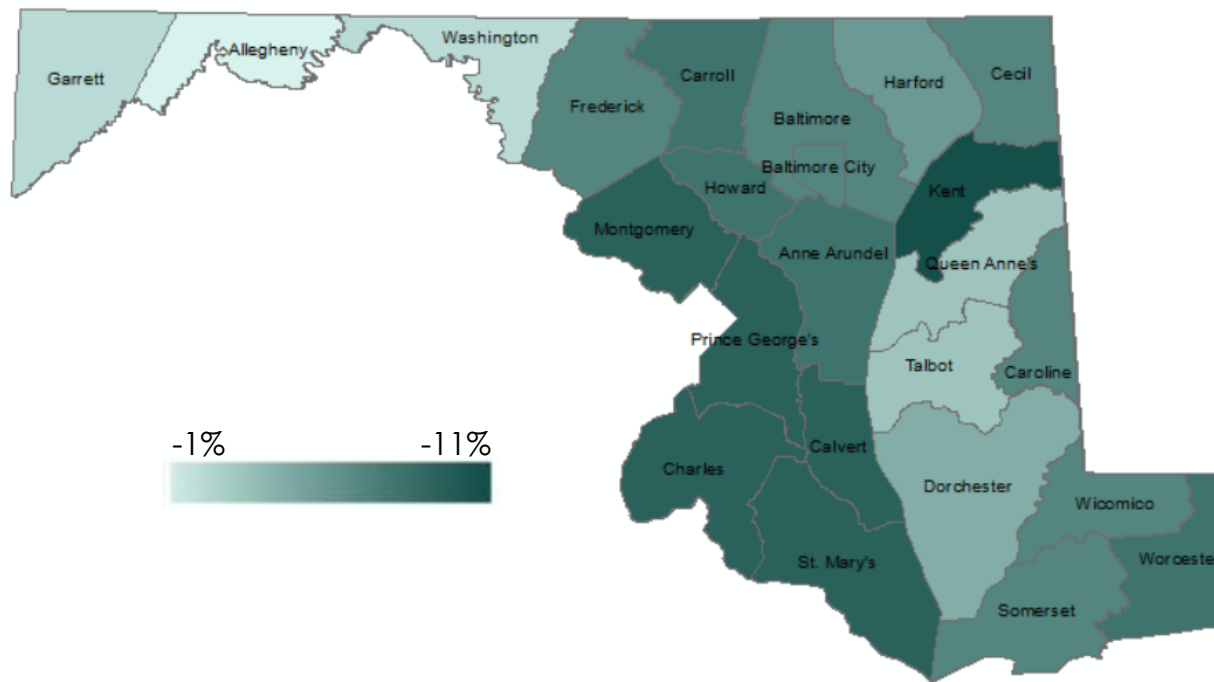 Washington
Allegheny
Garrett
Carroll
Cecil
Harford
Frederick
Baltimore
Baltimore City
Howard
Kent
Montgomery
Anne Arundel
Queen Anne's
Prince George's
Talbot
Caroline
-1%
-11%
Calvert
Charles
Dorchester
Wicomico
St. Mary's
Worceste
Somerset